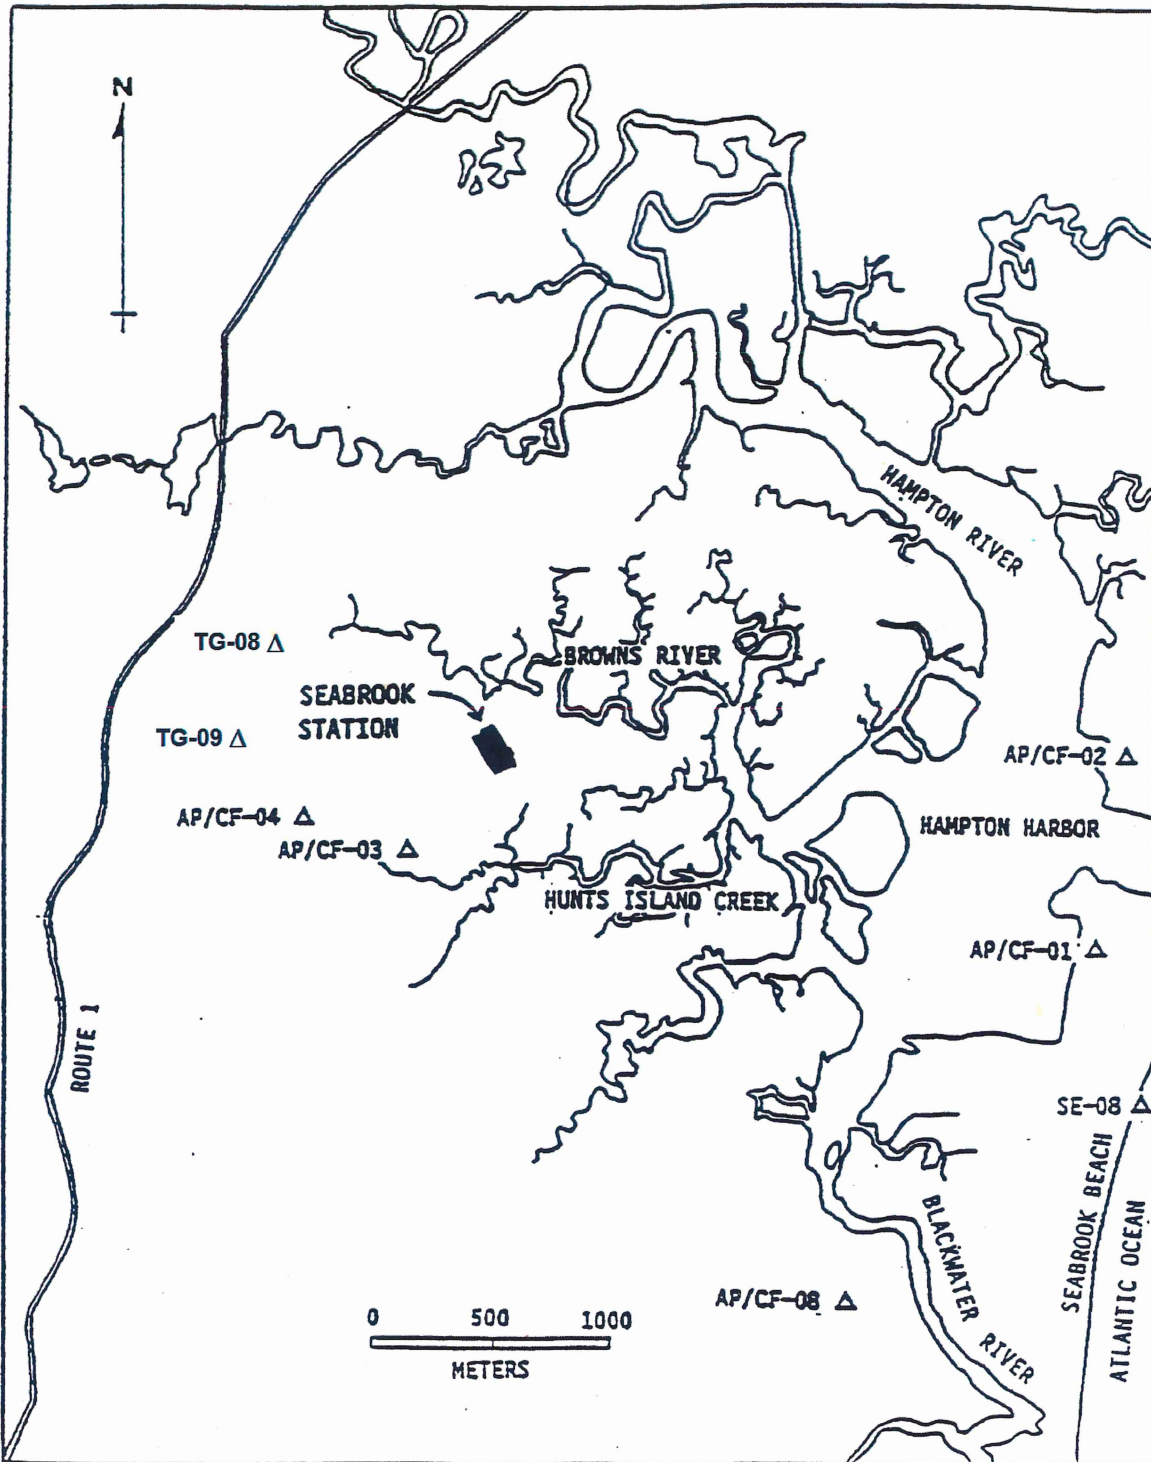 N
HAMPTON RIVER
TG-08 Δ
BROWNS RIVER
SEABROOK
STATION
TG-09 Δ
AP/CF-02 Δ
AP/CF-04 Δ
HAMPTON HARBOR
AP/CF-03 Δ
HUNTS ISLAND CREEK
AP/CF-01 Δ
ROUTE 1
SE-08 Δ
SEABROOK BEACH
ATLANTIC OCEAN
BLACKWATER RIVER
AP/CF-08 Δ
0 500 1000
METERS